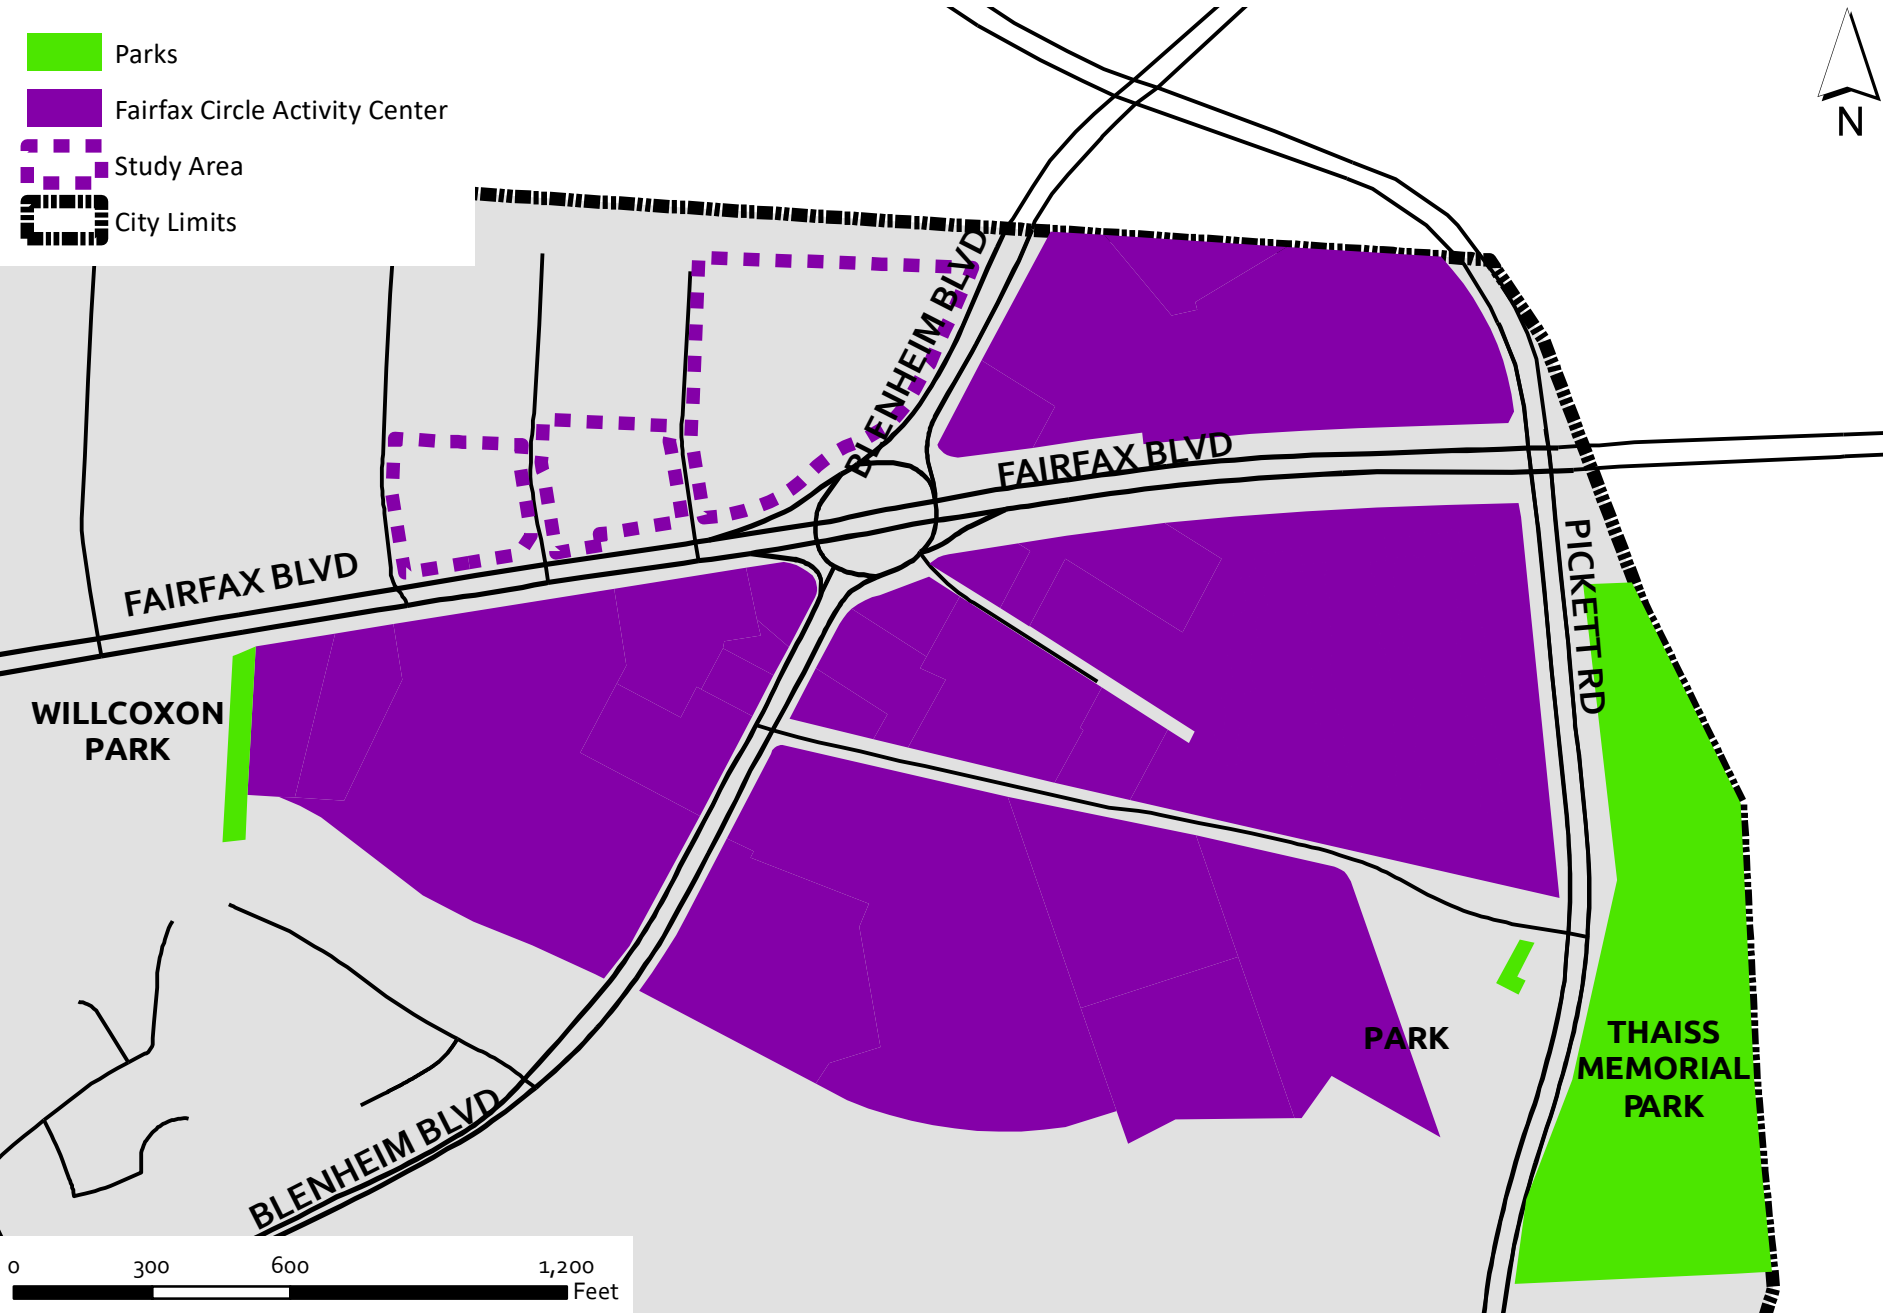 Parks
Fairfax Circle Activity Center
Study Area
City Limits
N
BLENHEIM BLVD
FAIRFAX BLVD
FAIRFAX BLVD
PICKETT RD
WILLCOXON
PARK
PARK
THAISS
MEMORIAL
PARK
BLENHEIM BLVD
0 300 600 1,200
Feet